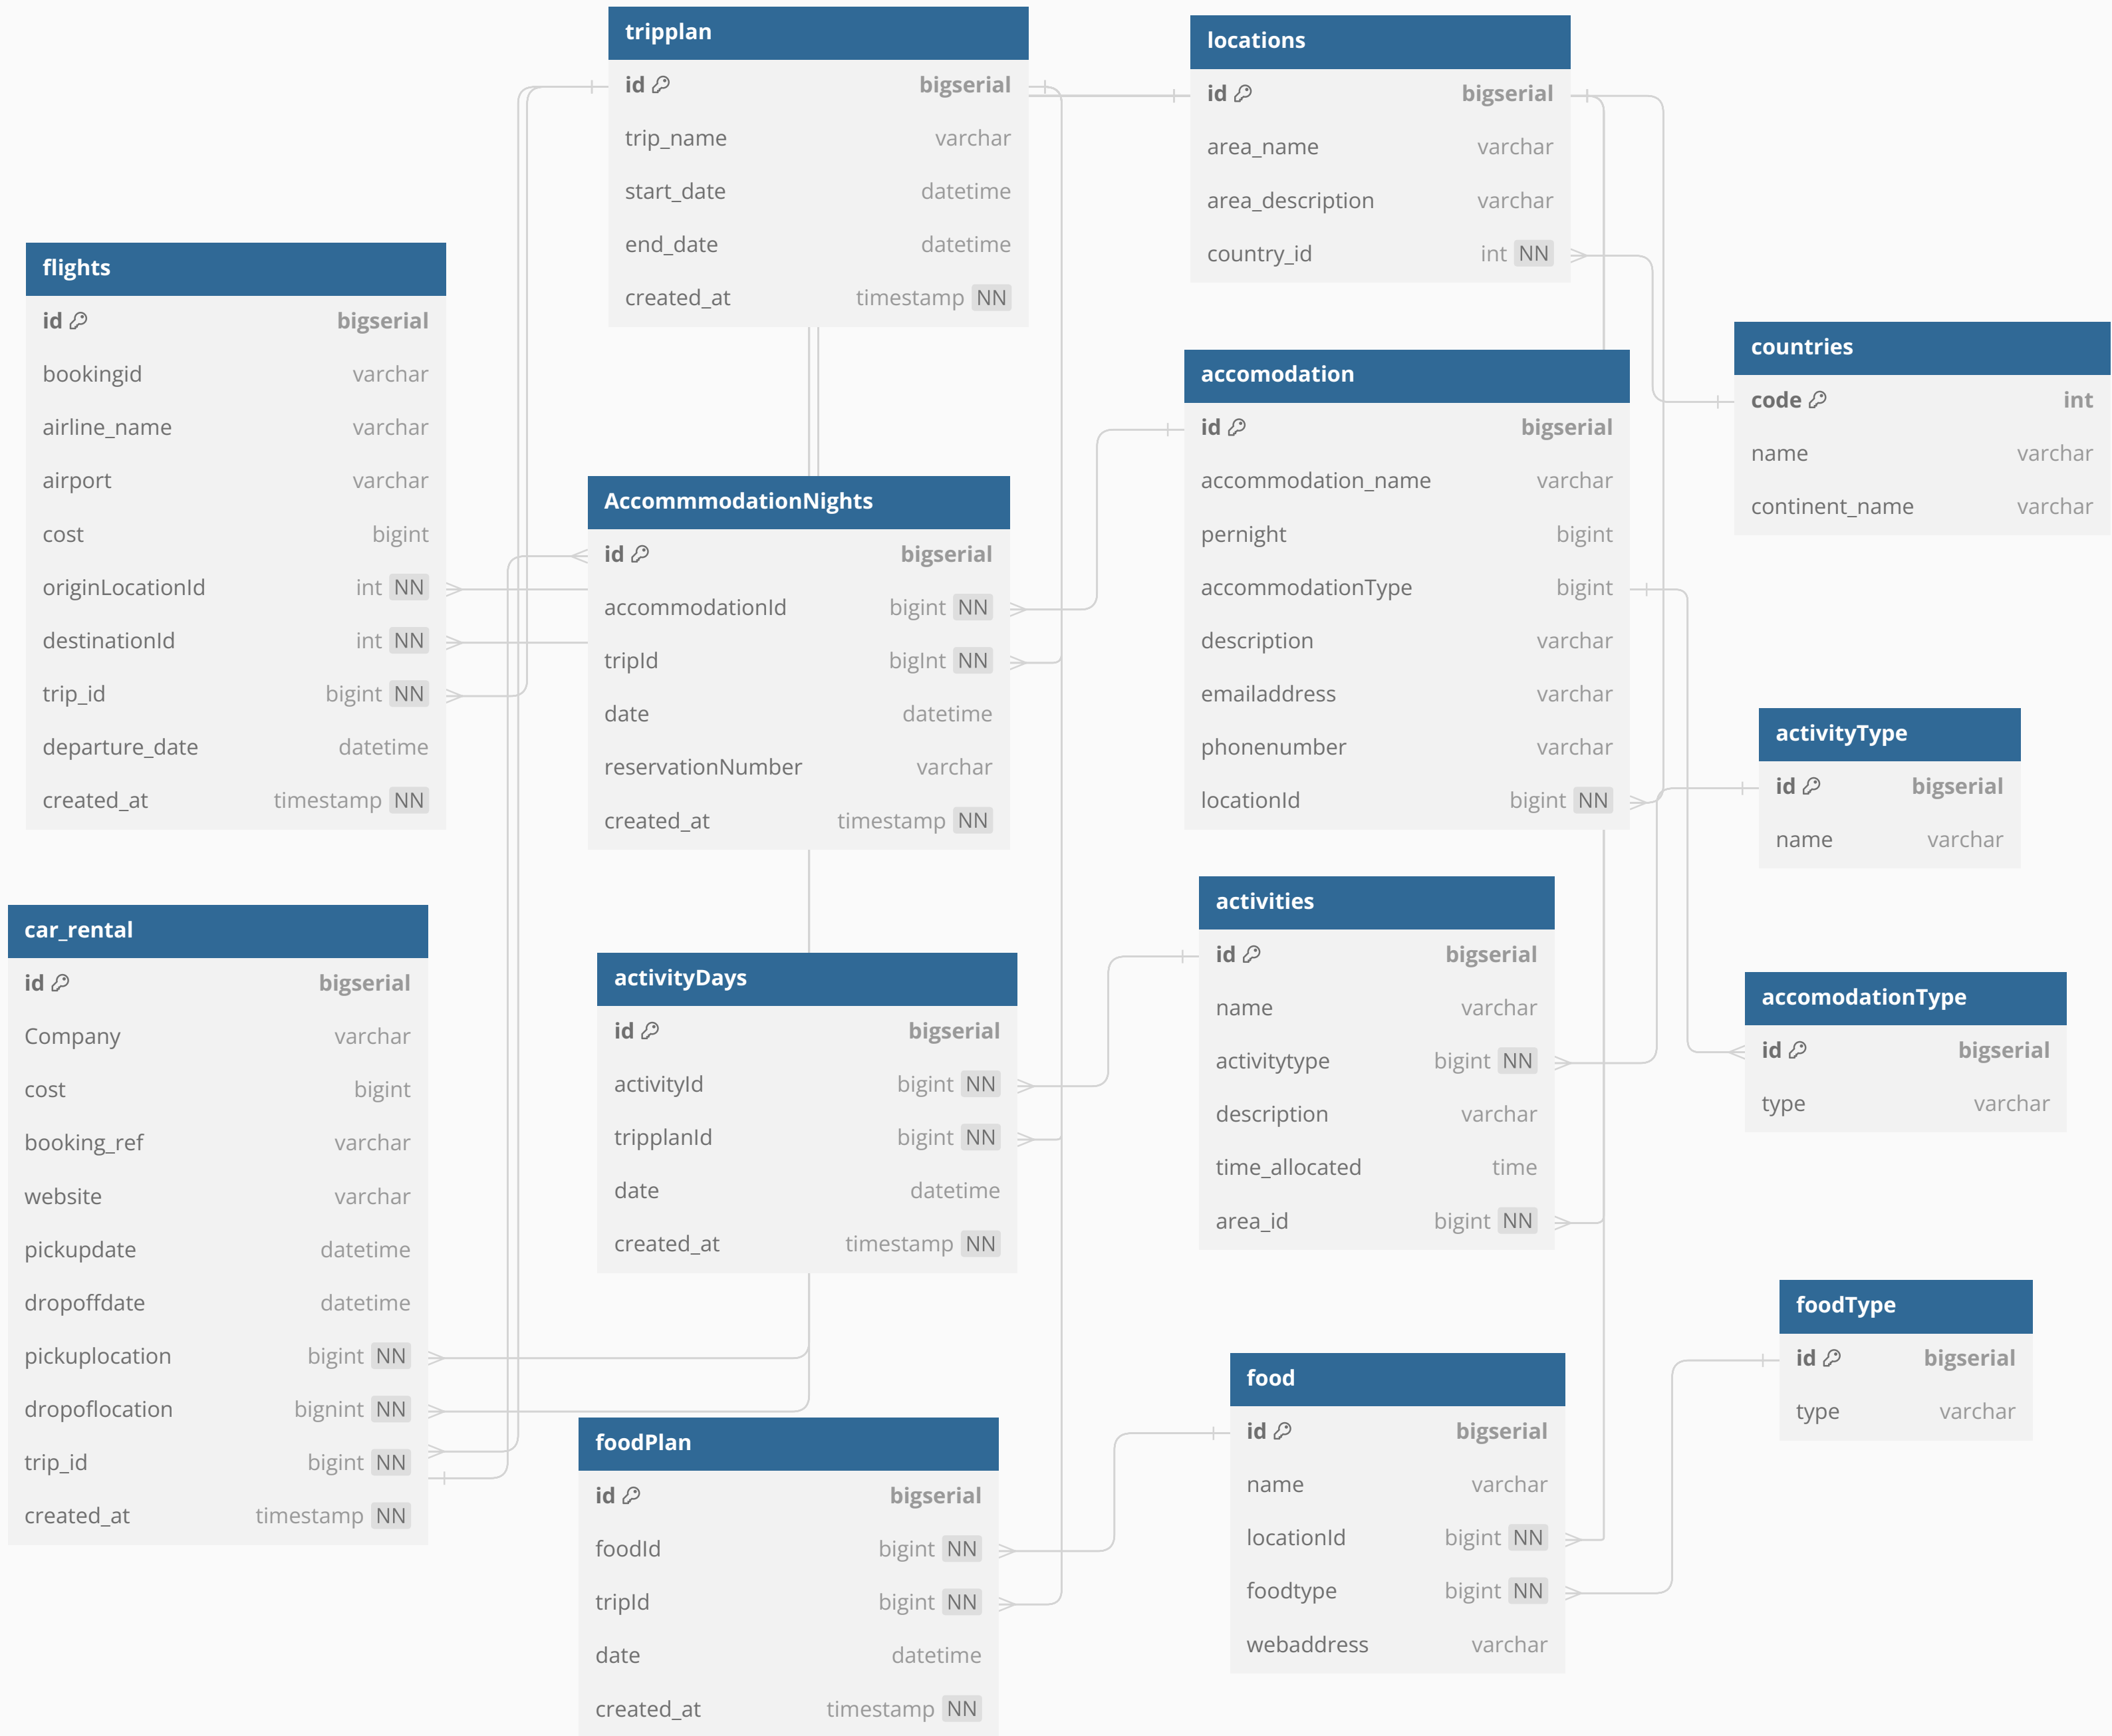 tripplan
id bigserial
trip_name varchar
start_date datetime
end_date datetime
created_at timestamp NN
locations
id bigserial
area_name varchar
area_description varchar
country_id int NN
flights
id bigserial
bookingid varchar
airline_name varchar
airport varchar
cost bigint
originLocationId int NN
destinationId int NN
trip_id bigint NN
departure_date datetime
created_at timestamp NN
countries
code int
name varchar
continent_name varchar
accomodation
id bigserial
accommodation_name varchar
pernight bigint
accommodationType bigint
description varchar
emailaddress varchar
phonenumber varchar
locationId bigint NN
AccommmodationNights
id bigserial
accommodationId bigint NN
tripId bigInt NN
date datetime
reservationNumber varchar
created_at timestamp NN
activityType
id bigserial
name varchar
activities
id bigserial
name varchar
activitytype bigint NN
description varchar
time_allocated time
area_id bigint NN
car_rental
id bigserial
Company varchar
cost bigint
booking_ref varchar
website varchar
pickupdate datetime
dropoffdate datetime
pickuplocation bigint NN
dropoflocation bignint NN
trip_id bigint NN
created_at timestamp NN
activityDays
id bigserial
activityId bigint NN
tripplanId bigint NN
date datetime
created_at timestamp NN
accomodationType
id bigserial
type varchar
foodType
id bigserial
type varchar
food
id bigserial
name varchar
locationId bigint NN
foodtype bigint NN
webaddress varchar
foodPlan
id bigserial
foodId bigint NN
tripId bigint NN
date datetime
created_at timestamp NN